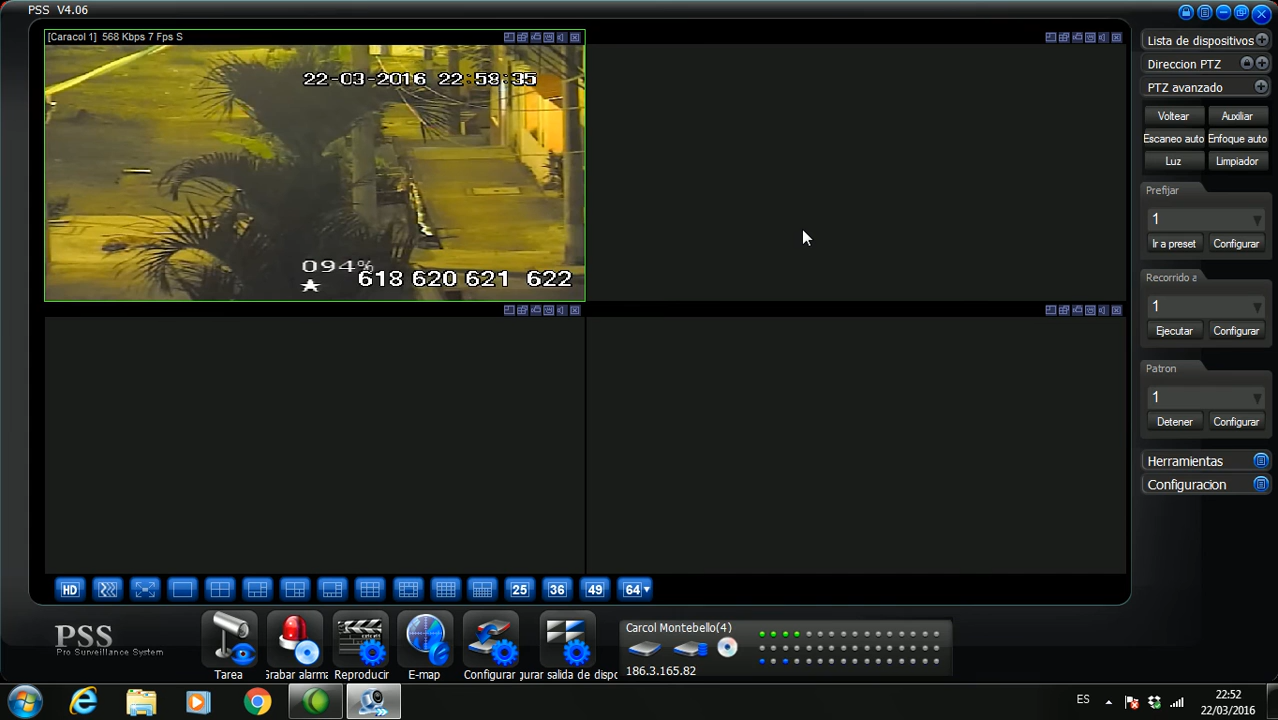 PSS V4.06
[Caracol 1] 568 Kbps 7 Fps S
22-03-2016 22:58:35
094%
618 620 621 622
Lista de dispositivos
Direccion PTZ
PTZ avanzado
Voltear Auxiliar
Escaneo auto Enfoque auto
Luz Limpiador
Prefijar
1
Ir a preset Configurar
Recorrido a
1
Ejecutar Configurar
Patron
1
Detener Configurar
Herramientas
Configuracion
HD 25 36 49 64
PSS
Pro Surveillance System
Tarea
Grabar alarma
Reproducir
E-map
Configurar
gurar salida de dispo
Carcol Montebello(4)
186.3.165.82
ES
22:52
22/03/2016